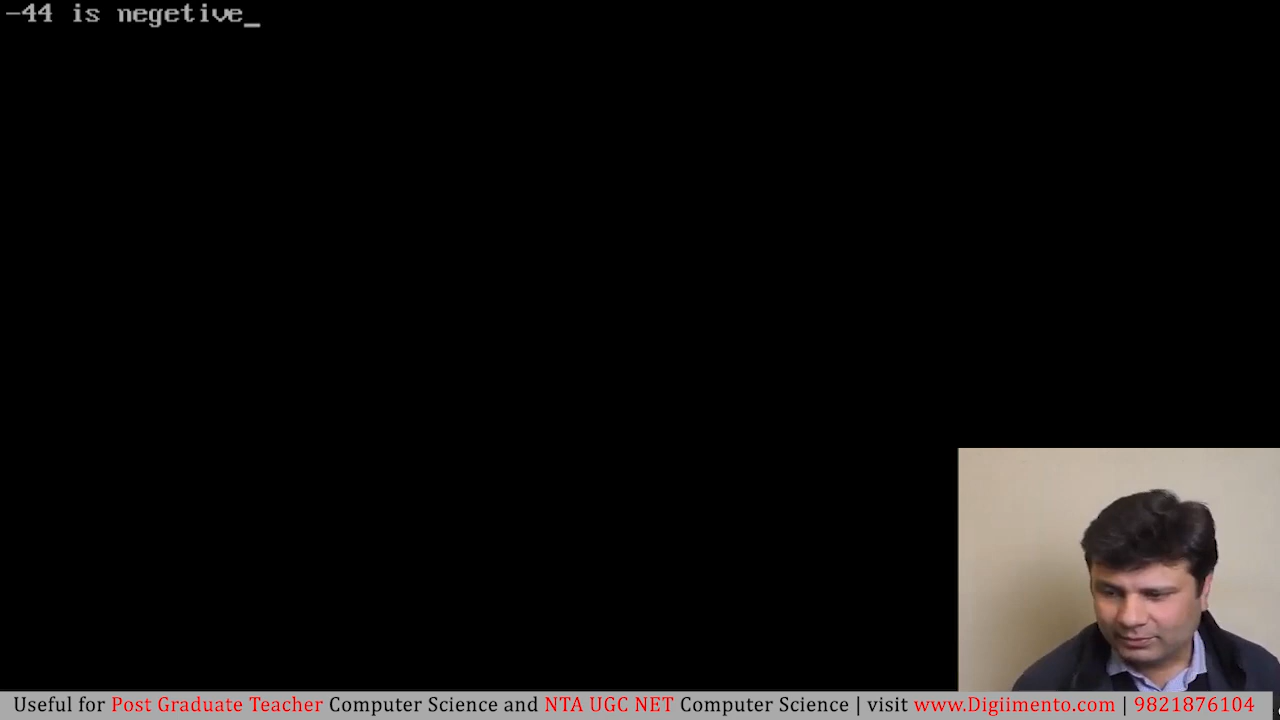 -44 is negetive_
Useful for Post Graduate Teacher Computer Science and NTA UGC NET Computer Science | visit www.Digiimento.com | 9821876104